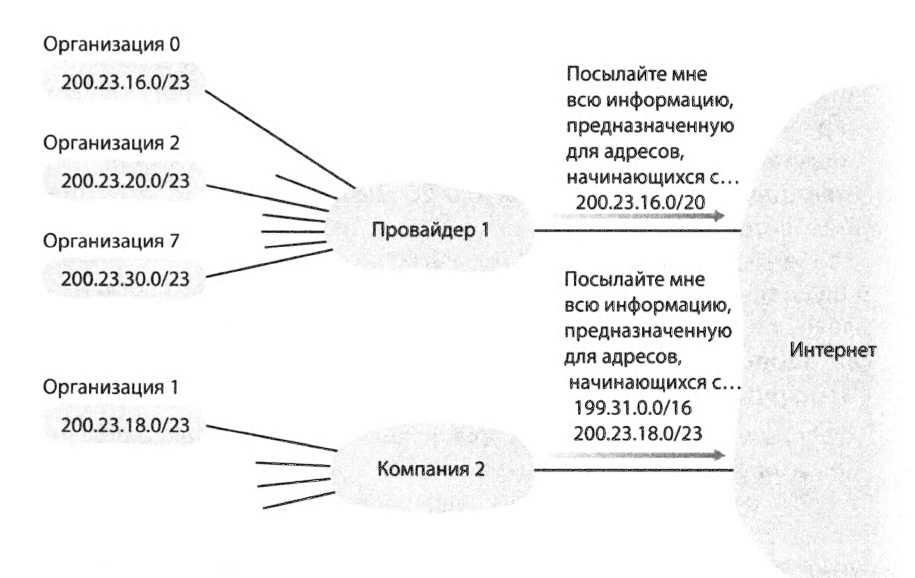 Организация 0
200.23.16.0/23
Организация 2
200.23.20.0/23
Организация 7
200.23.30.0/23
Провайдер 1
Посылайте мне
всю информацию,
предназначенную
для адресов,
начинающихся с...
200.23.16.0/20
Организация 1
200.23.18.0/23
Компания 2
Посылайте мне
всю информацию,
предназначенную
для адресов,
начинающихся с...
199.31.0.0/16
200.23.18.0/23
Интернет